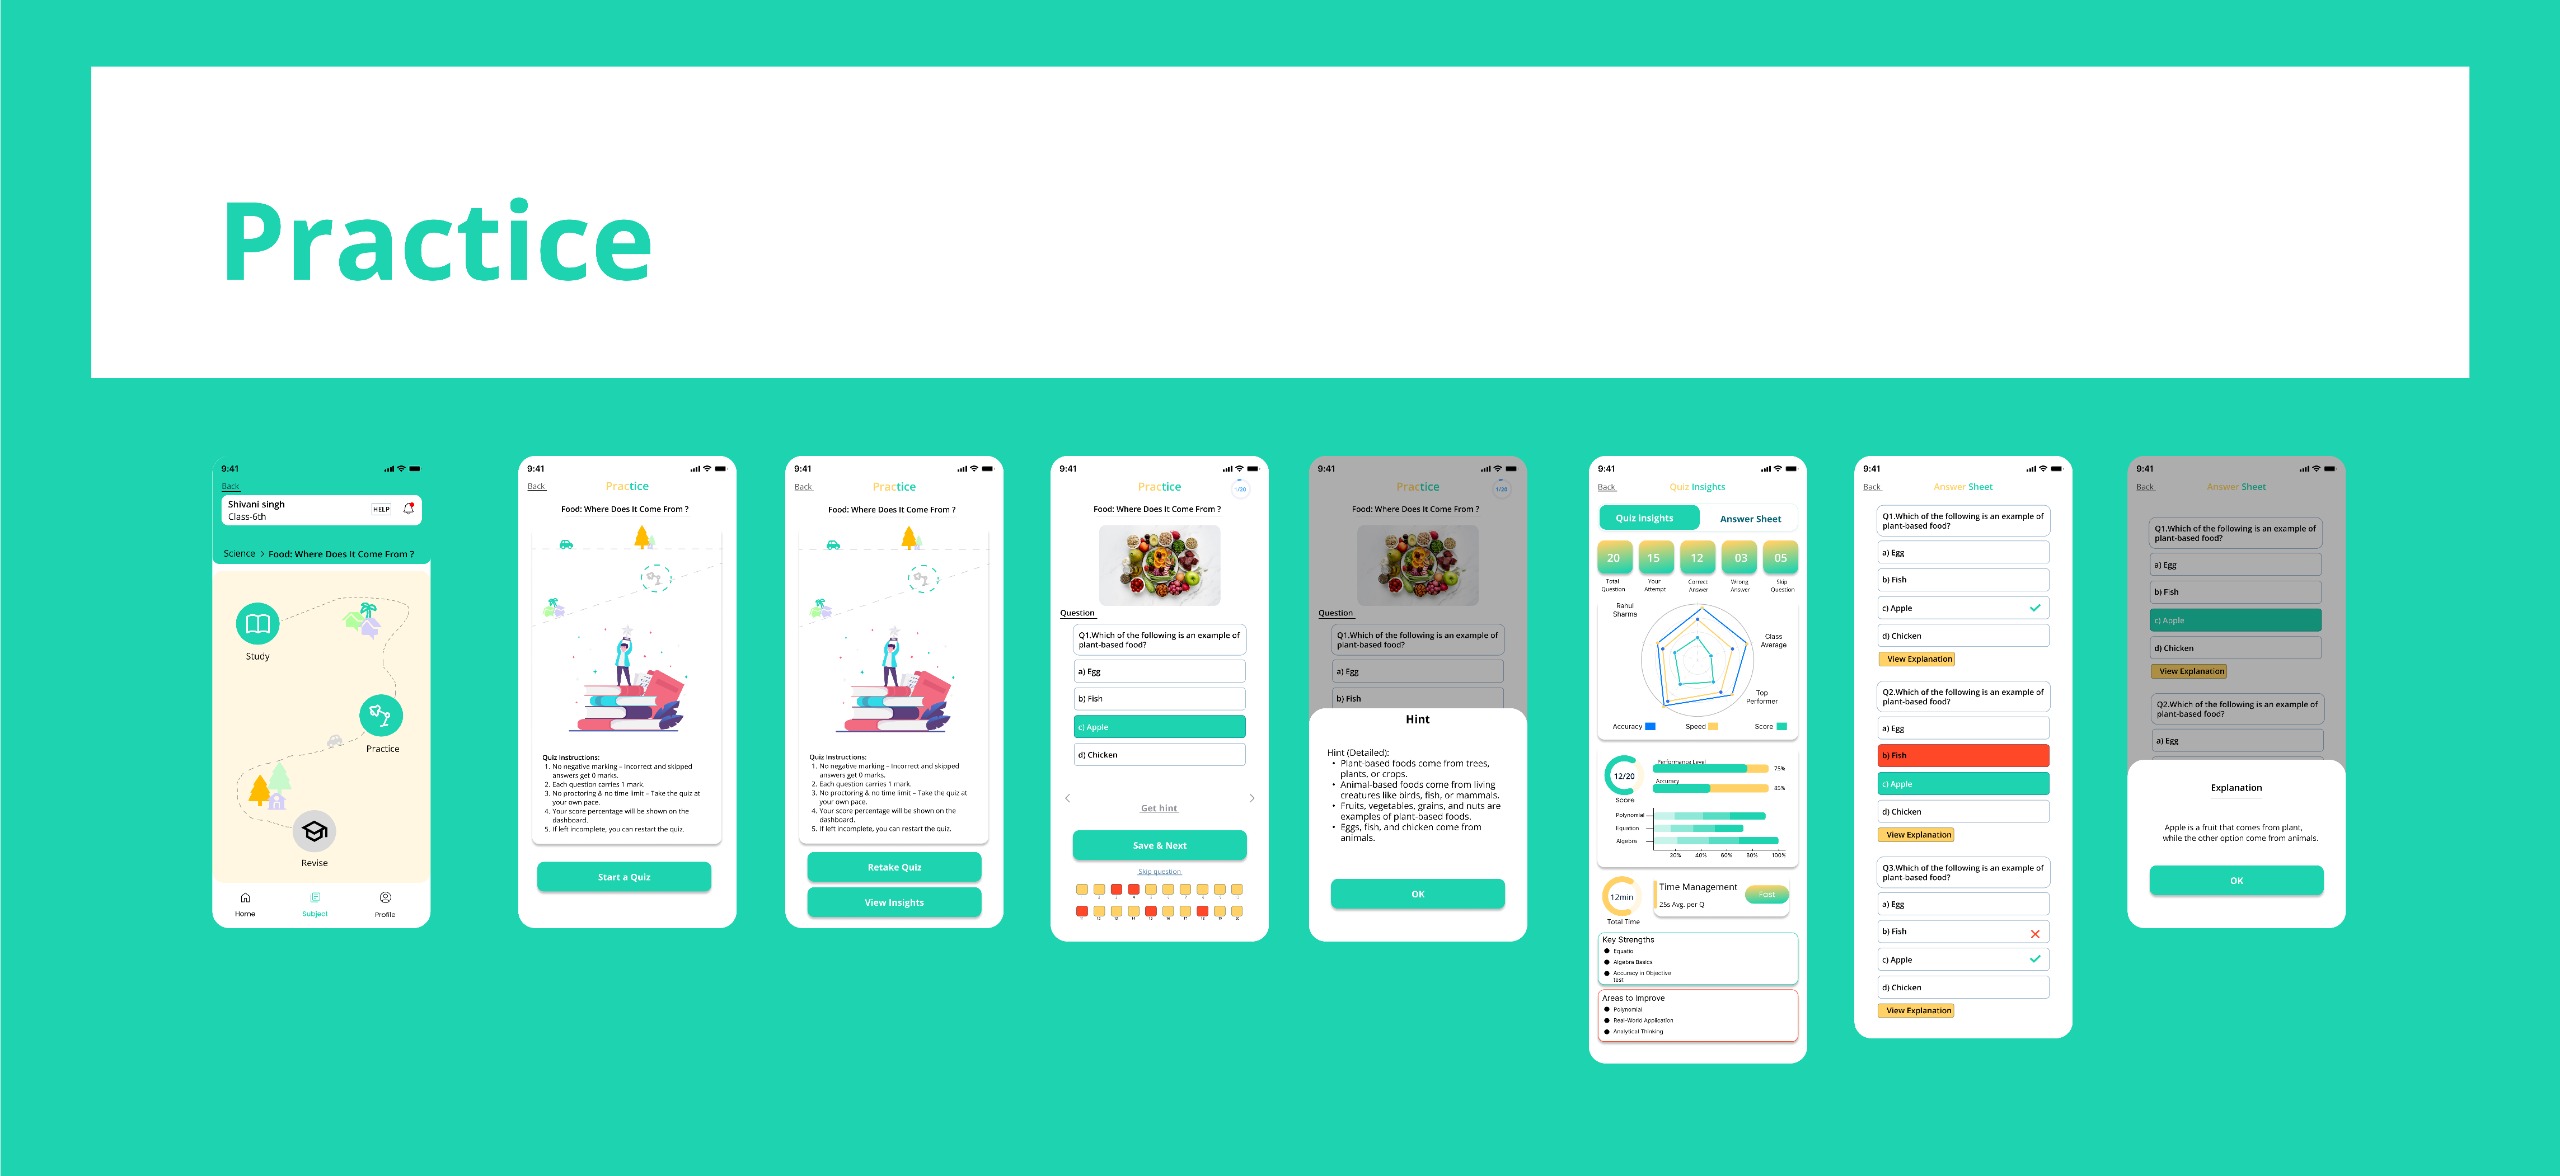 Practice
9:41
Back
Shivani singh
Class-6th
HELP
Science > Food: Where Does It Come From ?
Study
Practice
Revise
Home
Subject
Profile
9:41
Back
Practice
Food: Where Does It Come From ?
Quiz Instructions:
1. No negative marking – Incorrect and skipped
answers get 0 marks.
2. Each question carries 1 mark.
3. No proctoring & no time limit – Take the quiz at
your own pace.
4. Your score percentage will be shown on the
dashboard.
5. If left incomplete, you can restart the quiz.
Start a Quiz
9:41
Back
Practice
Food: Where Does It Come From ?
Quiz Instructions:
1. No negative marking – Incorrect and skipped
answers get 0 marks.
2. Each question carries 1 mark.
3. No proctoring & no time limit – Take the quiz at
your own pace.
4. Your score percentage will be shown on the
dashboard.
5. If left incomplete, you can restart the quiz.
Retake Quiz
View Insights
9:41
Practice
1/20
Food: Where Does It Come From ?
Question
Q1.Which of the following is an example of
plant-based food?
a) Egg
b) Fish
c) Apple
d) Chicken
Get hint
Save & Next
Skip question
9:41
Practice
1/20
Food: Where Does It Come From ?
Question
Q1.Which of the following is an example of
plant-based food?
a) Egg
b) Fish
Hint
Hint (Detailed):
• Plant-based foods come from trees,
plants, or crops.
• Animal-based foods come from living
creatures like birds, fish, or mammals.
• Fruits, vegetables, grains, and nuts are
examples of plant-based foods.
• Eggs, fish, and chicken come from
animals.
OK
9:41
Back
Quiz Insights
Quiz insights
Answer Sheet
20 15 12 03 05
Total Your Correct Wrong Skip
Question Attempt Answer Answer Question
Rahul
Sharma
Class
Average
Top
Performer
Accuracy Speed Score
12/20
Score
Performance Level
75%
Accuracy
85%
Polynomial
Equation
Algebra
20% 40% 60% 80% 100%
12min
Total Time
Time Management
25s Avg. per Q
Fast
Key Strengths
● Equatio
● Algebra Basics
● Accuracy in Objective
test
Areas to Improve
● Polynomial
● Real-World Application
● Analytical Thinking
9:41
Back
Answer Sheet
Q1.Which of the following is an example of
plant-based food?
a) Egg
b) Fish
c) Apple
d) Chicken
View Explanation
Q2.Which of the following is an example of
plant-based food?
a) Egg
b) Fish
c) Apple
d) Chicken
View Explanation
Q3.Which of the following is an example of
plant-based food?
a) Egg
b) Fish
c) Apple
d) Chicken
View Explanation
9:41
Back
Answer Sheet
Q1.Which of the following is an example of
plant-based food?
a) Egg
b) Fish
c) Apple
d) Chicken
View Explanation
Q2.Which of the following is an example of
plant-based food?
a) Egg
Explanation
Apple is a fruit that comes from plant,
while the other option come from animals.
OK